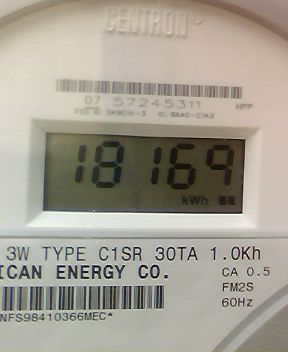 CENTRON
07 57245311 HPP
18169
kWh
3W TYPE C1SR 30TA 1.0Kh
ICAN ENERGY CO. CA 0.5
FM2S
60Hz
NFS98410366MEC*